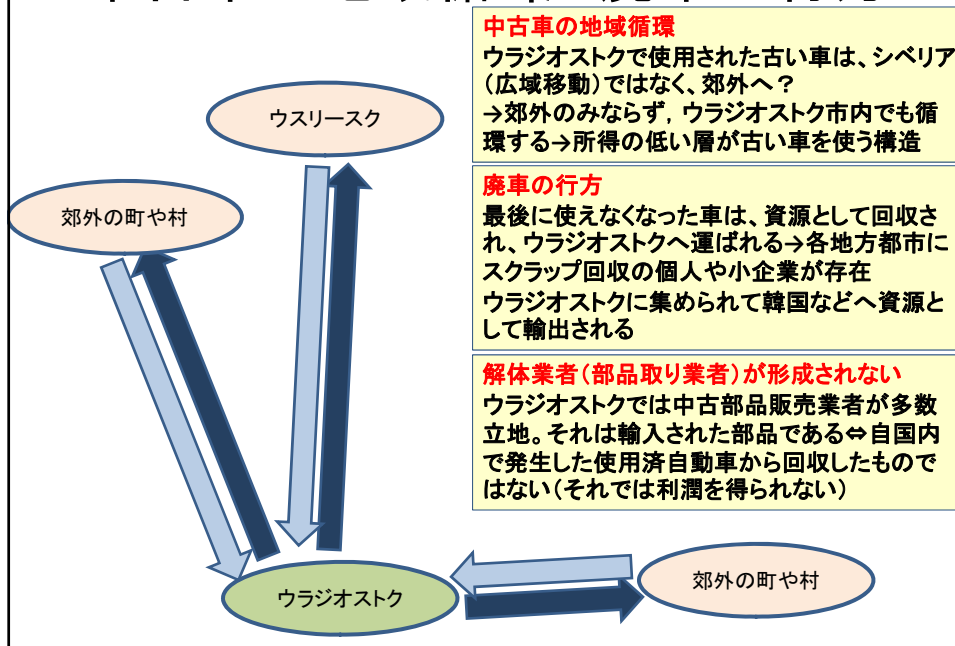 中古車の地域循環
ウラジオストクで使用された古い車は、シベリア
（広域移動）ではなく、郊外へ？
→郊外のみならず，ウラジオストク市内でも循
環する→所得の低い層が古い車を使う構造
ウスリースク
郊外の町や村
廃車の行方
最後に使えなくなった車は、資源として回収さ
れ、ウラジオストクへ運ばれる→各地方都市に
スクラップ回収の個人や小企業が存在
ウラジオストクに集められて韓国などへ資源と
して輸出される
解体業者（部品取り業者）が形成されない
ウラジオストクでは中古部品販売業者が多数
立地。それは輸入された部品である⇔自国内
で発生した使用済自動車から回収したもので
はない（それでは利潤を得られない）
ウラジオストク
郊外の町や村